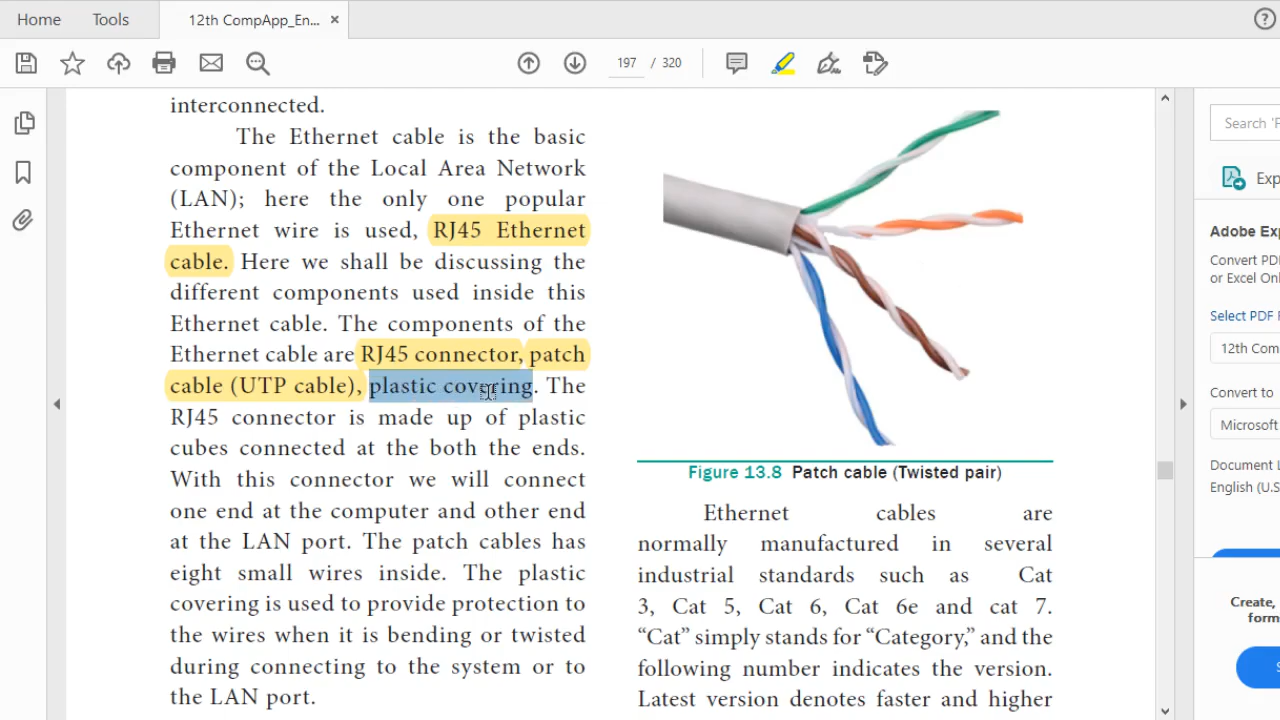 Home
Tools
12th CompApp_En...
197 / 320
interconnected.
The Ethernet cable is the basic
component of the Local Area Network
(LAN); here the only one popular
Ethernet wire is used, RJ45 Ethernet
cable. Here we shall be discussing the
different components used inside this
Ethernet cable. The components of the
Ethernet cable are RJ45 connector, patch
cable (UTP cable), plastic covering. The
RJ45 connector is made up of plastic
cubes connected at the both the ends.
With this connector we will connect
one end at the computer and other end
at the LAN port. The patch cables has
eight small wires inside. The plastic
covering is used to provide protection to
the wires when it is bending or twisted
during connecting to the system or to
the LAN port.
Figure 13.8 Patch cable (Twisted pair)
Ethernet cables are
normally manufactured in several
industrial standards such as Cat
3, Cat 5, Cat 6, Cat 6e and cat 7.
“Cat” simply stands for “Category,” and the
following number indicates the version.
Latest version denotes faster and higher
Search 'F
Exp
Adobe Exp
Convert PDF
or Excel Onl
Select PDF F
12th Com
Convert to
Microsoft
Document L
English (U.S
Create,
form
S